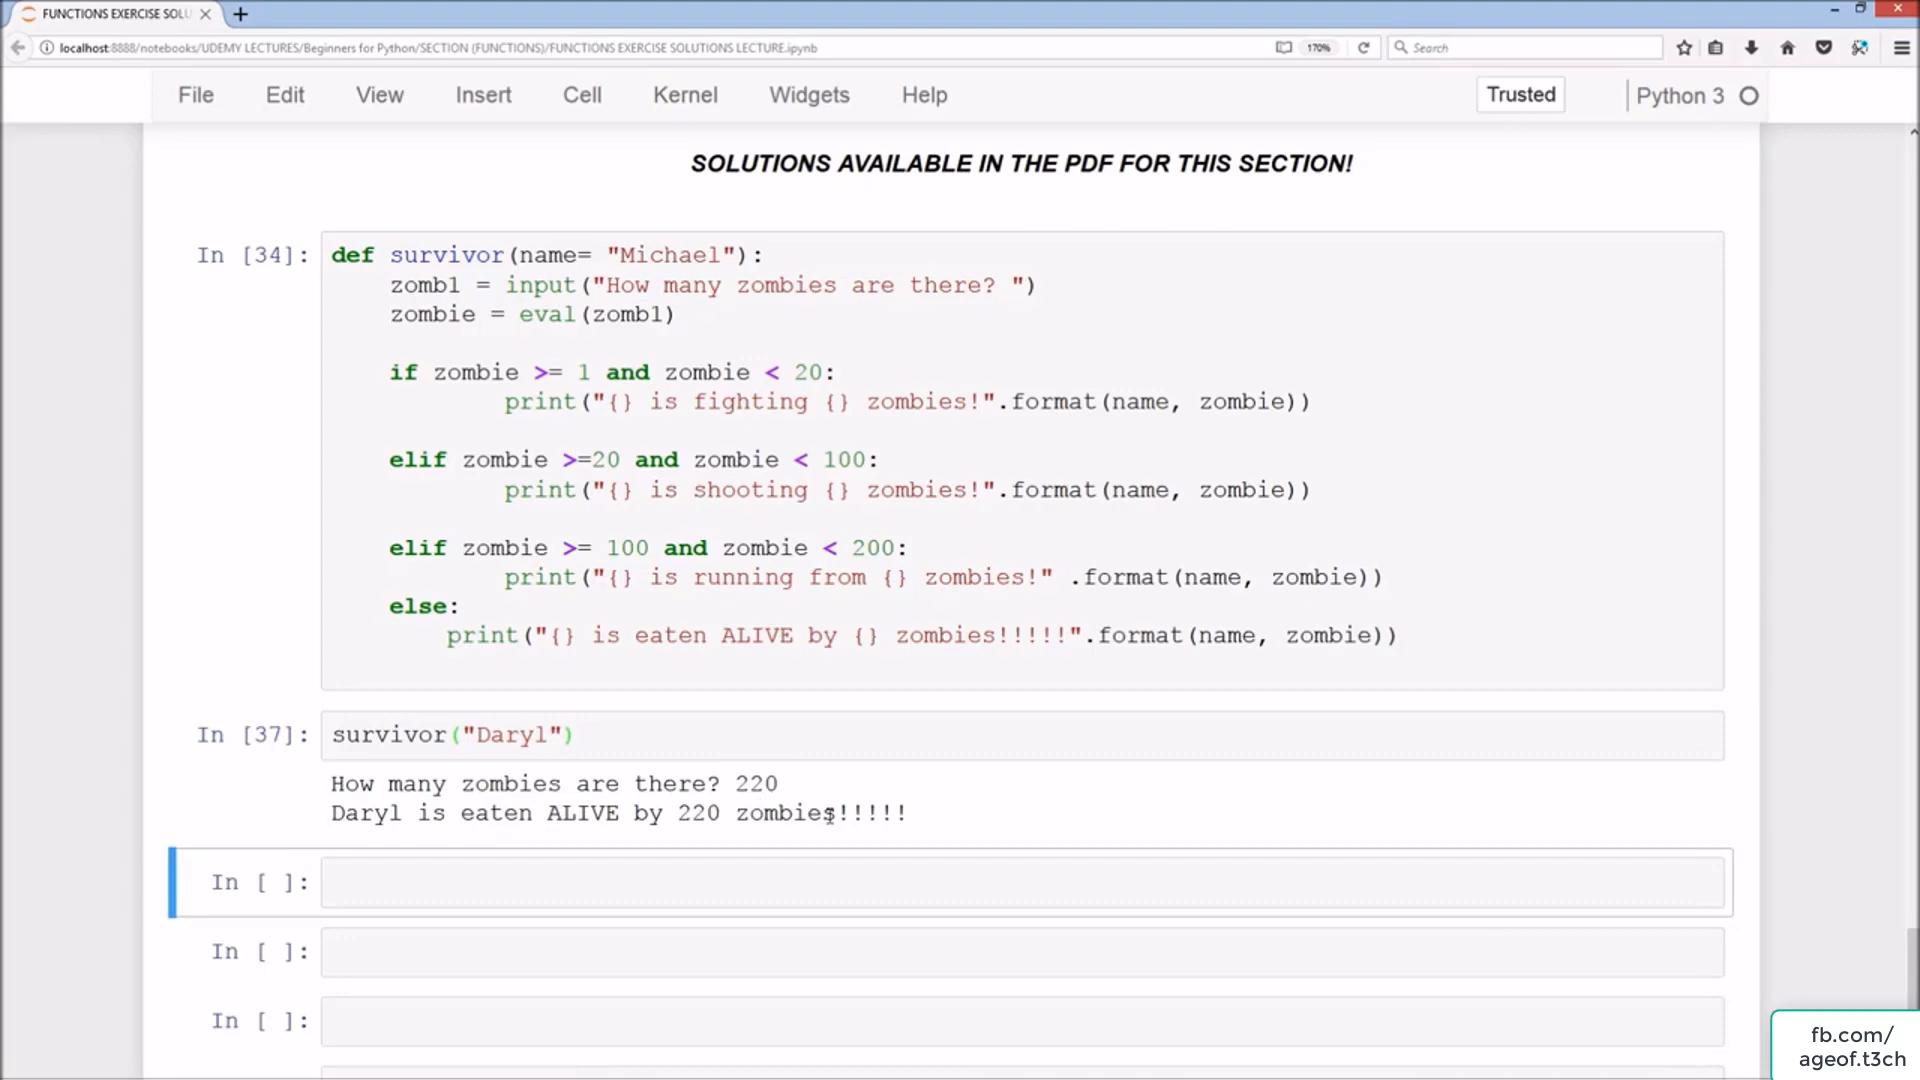 FUNCTIONS EXERCISE SOLU
localhost:8888/notebooks/UDEMY LECTURES/Beginners for Python/SECTION (FUNCTIONS)/FUNCTIONS EXERCISE SOLUTIONS LECTURE.ipynb 170% Search
File Edit View Insert Cell Kernel Widgets Help Trusted Python 3
SOLUTIONS AVAILABLE IN THE PDF FOR THIS SECTION!
In [34]: def survivor(name= "Michael"):
    zomb1 = input("How many zombies are there? ")
    zombie = eval(zomb1)
    if zombie >= 1 and zombie < 20:
            print("{} is fighting {} zombies!".format(name, zombie))
    elif zombie >=20 and zombie < 100:
            print("{} is shooting {} zombies!".format(name, zombie))
    elif zombie >= 100 and zombie < 200:
            print("{} is running from {} zombies!" .format(name, zombie))
    else:
        print("{} is eaten ALIVE by {} zombies!!!!!".format(name, zombie))
In [37]: survivor("Daryl")
How many zombies are there? 220
Daryl is eaten ALIVE by 220 zombies!!!!!
In [ ]:
In [ ]:
In [ ]:
fb.com/
ageof.t3ch